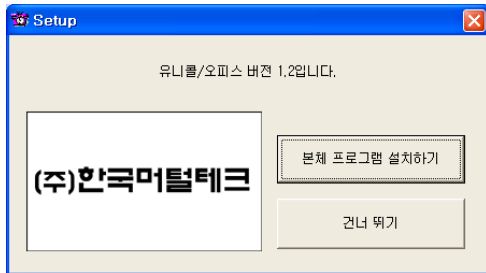 Setup
유니콜/오피스 버전 1.2입니다.
(주)한국머털테크
본체 프로그램 설치하기
건너 뛰기